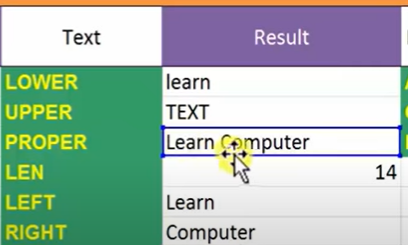 Text Result
LOWER learn
UPPER TEXT
PROPER Learn Computer
LEN 14
LEFT Learn
RIGHT Computer